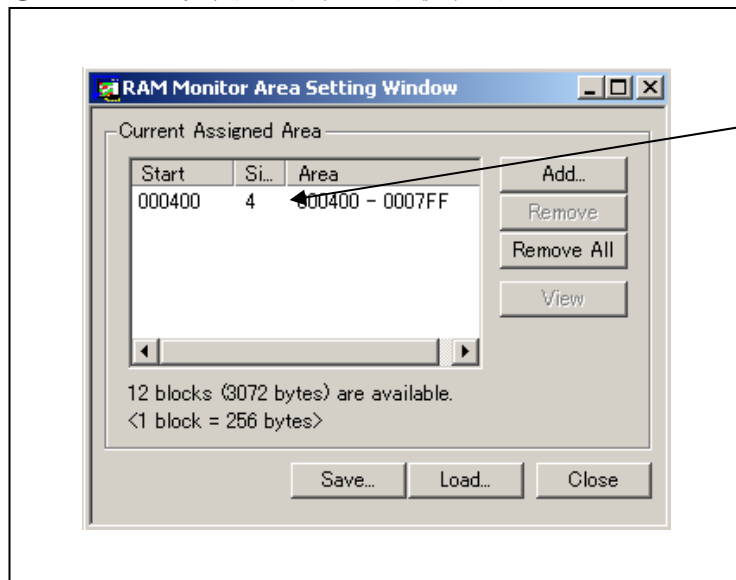 RAM Monitor Area Setting Window
Current Assigned Area
Start Si... Area
000400 4 000400 - 0007FF
Add...
Remove
Remove All
View
12 blocks (3072 bytes) are available.
<1 block = 256 bytes>
Save... Load... Close